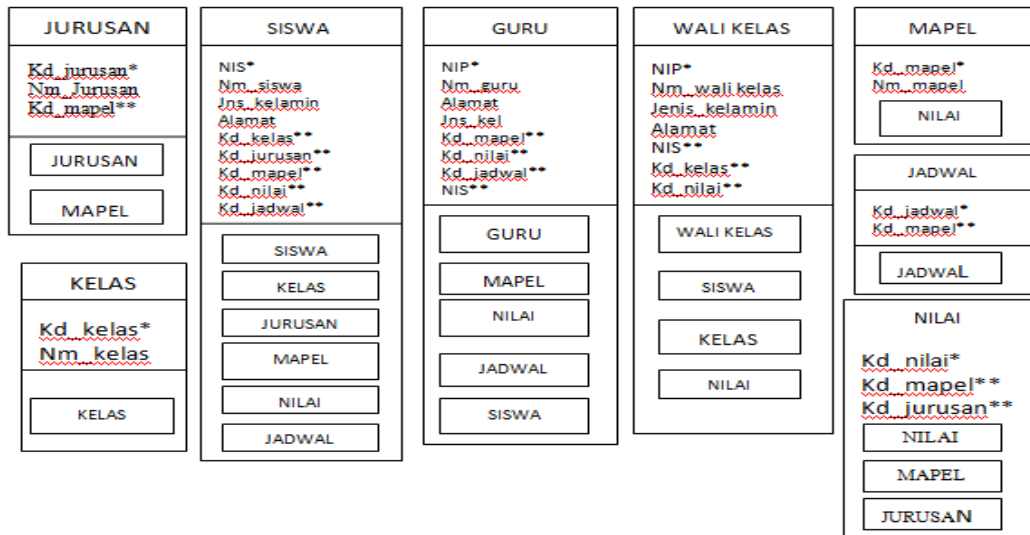 JURUSAN
Kd_jurusan*
Nm_Jurusan
Kd_mapel**
JURUSAN
MAPEL
KELAS
Kd_kelas*
Nm_kelas
KELAS
SISWA
NIS*
Nm_siswa
Jns_kelamin
Alamat
Kd_kelas**
Kd_jurusan**
Kd_mapel**
Kd_nilai**
Kd_jadwal**
SISWA
KELAS
JURUSAN
MAPEL
NILAI
JADWAL
GURU
NIP*
Nm_guru
Alamat
Jns_kel
Kd_mapel**
Kd_nilai**
Kd_jadwal**
NIS**
GURU
MAPEL
NILAI
JADWAL
SISWA
WALI KELAS
NIP*
Nm_wali kelas
Jenis_kelamin
Alamat
NIS**
Kd_kelas**
Kd_nilai**
WALI KELAS
SISWA
KELAS
NILAI
MAPEL
Kd_mapel*
Nm_mapel
NILAI
JADWAL
Kd_jadwal*
Kd_mapel**
JADWAL
NILAI
Kd_nilai*
Kd_mapel**
Kd_jurusan**
NILAI
MAPEL
JURUSAN